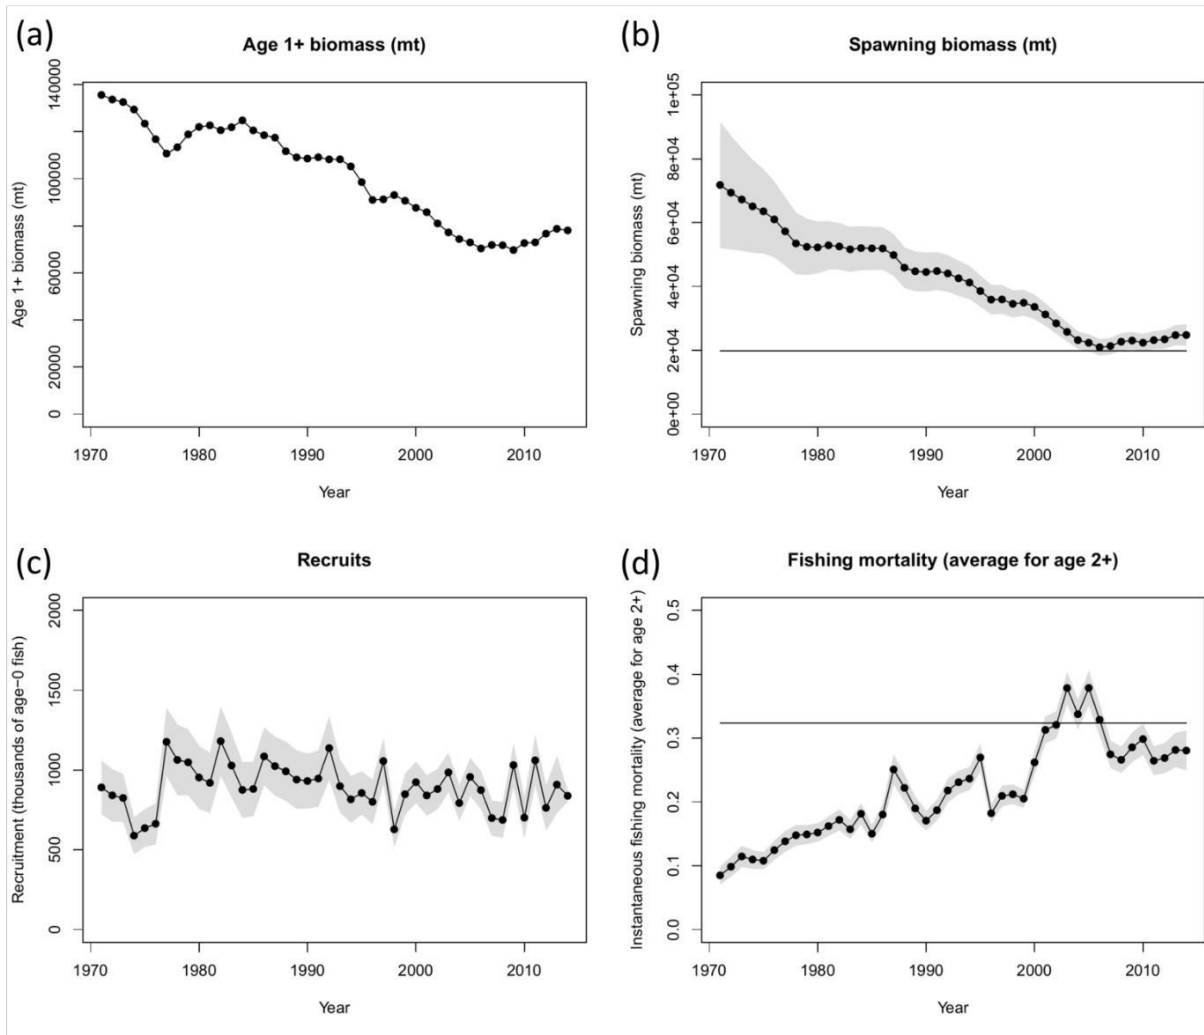 (a)
Age 1+ biomass (mt)
Age 1+ biomass (mt)
0
20000
60000
100000
140000
1970
1980
1990
2000
2010
Year
(b)
Spawning biomass (mt)
Spawning biomass (mt)
0e+00
2e+04
4e+04
6e+04
8e+04
1e+05
1970
1980
1990
2000
2010
Year
(c)
Recruits
Recruitment (thousands of age−0 fish)
0
500
1000
1500
2000
1970
1980
1990
2000
2010
Year
(d)
Fishing mortality (average for age 2+)
Instantaneous fishing mortality (average for age 2+)
0.0
0.1
0.2
0.3
0.4
0.5
1970
1980
1990
2000
2010
Year